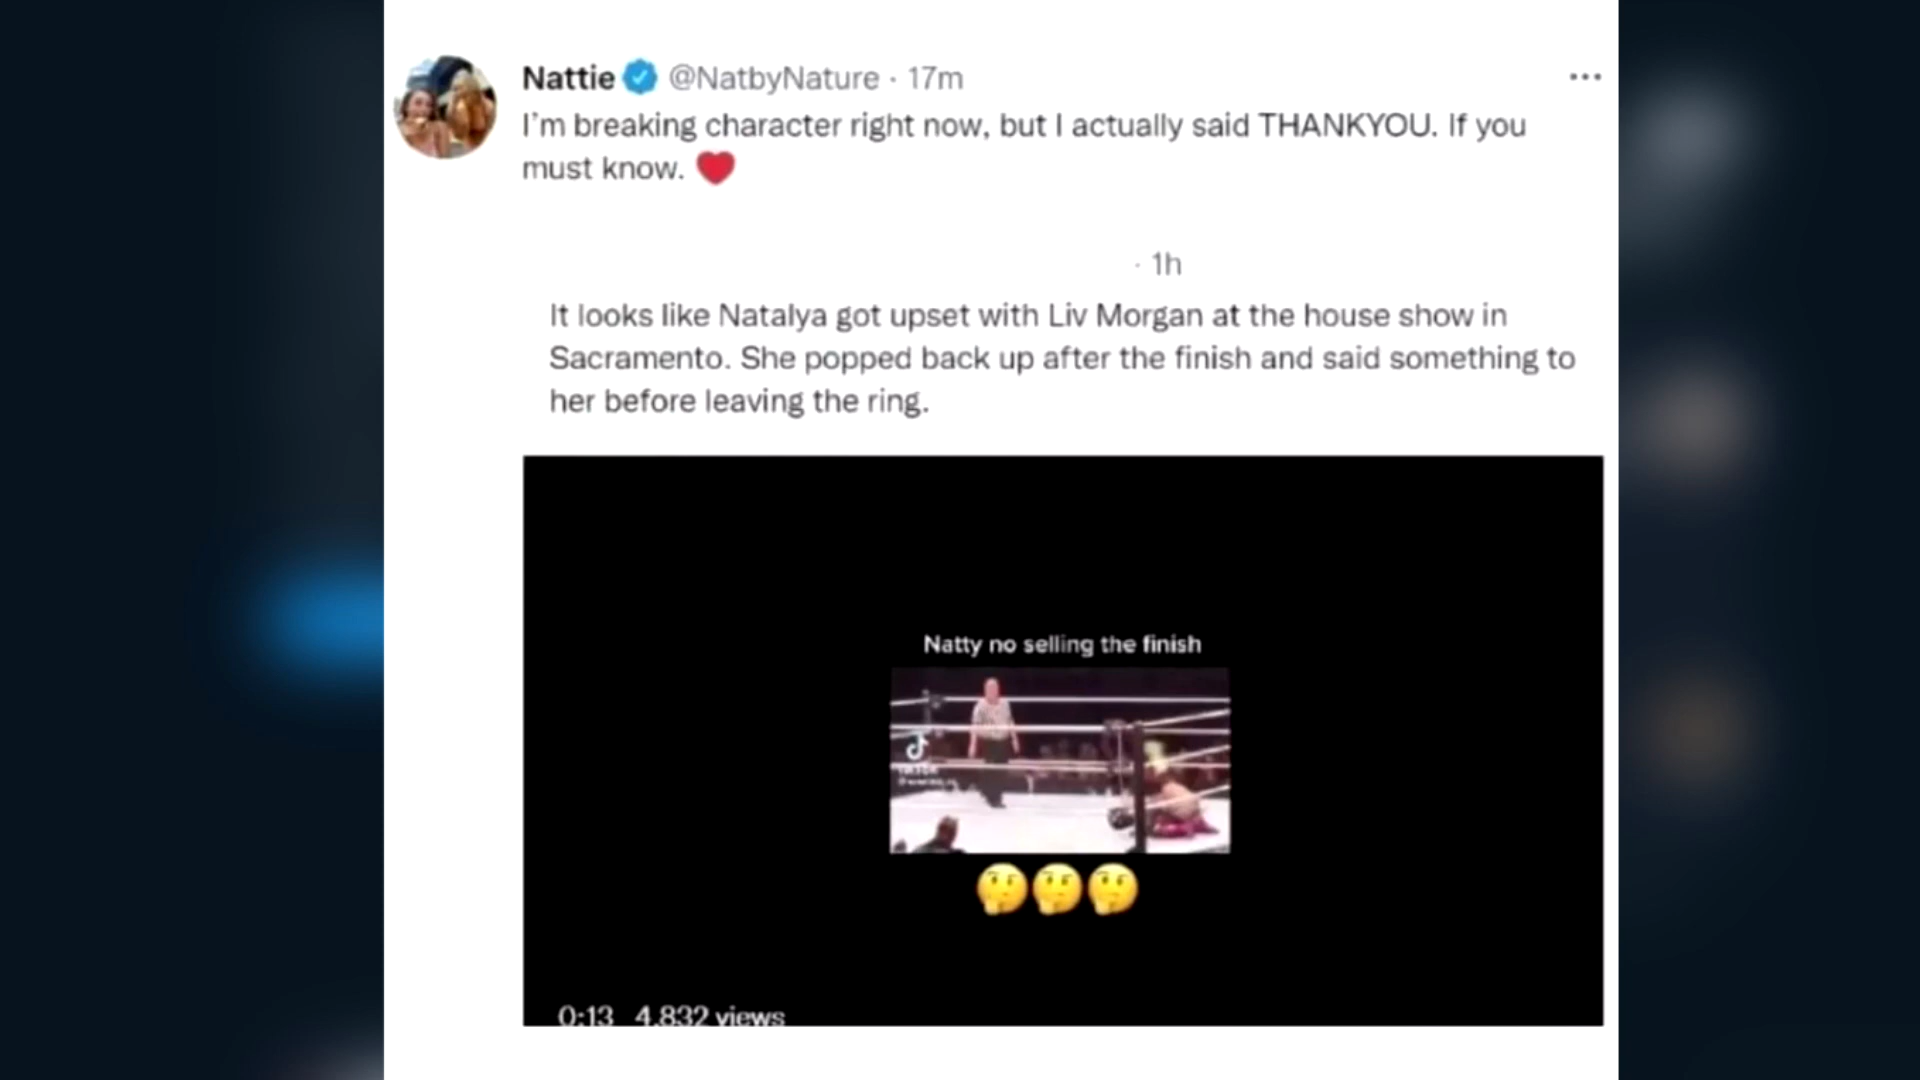 Nattie @NatbyNature · 17m
I'm breaking character right now, but I actually said THANKYOU. If you
must know.
· 1h
It looks like Natalya got upset with Liv Morgan at the house show in
Sacramento. She popped back up after the finish and said something to
her before leaving the ring.
Natty no selling the finish
0:13 4,832 views